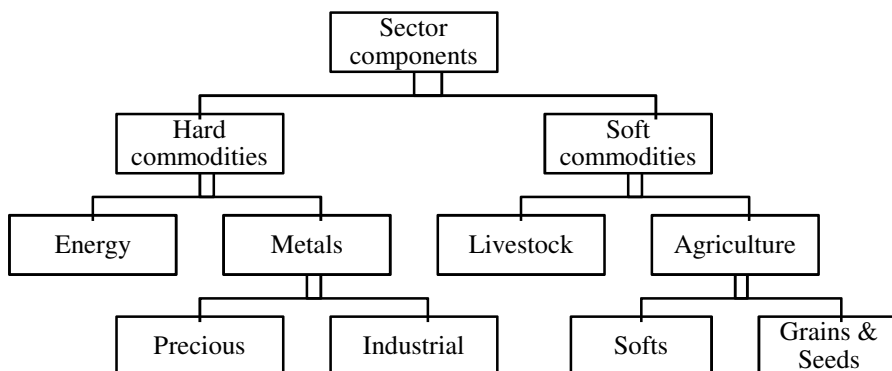 Sector
components
Hard
commodities
Soft
commodities
Energy
Metals
Livestock
Agriculture
Precious
Industrial
Softs
Grains &
Seeds